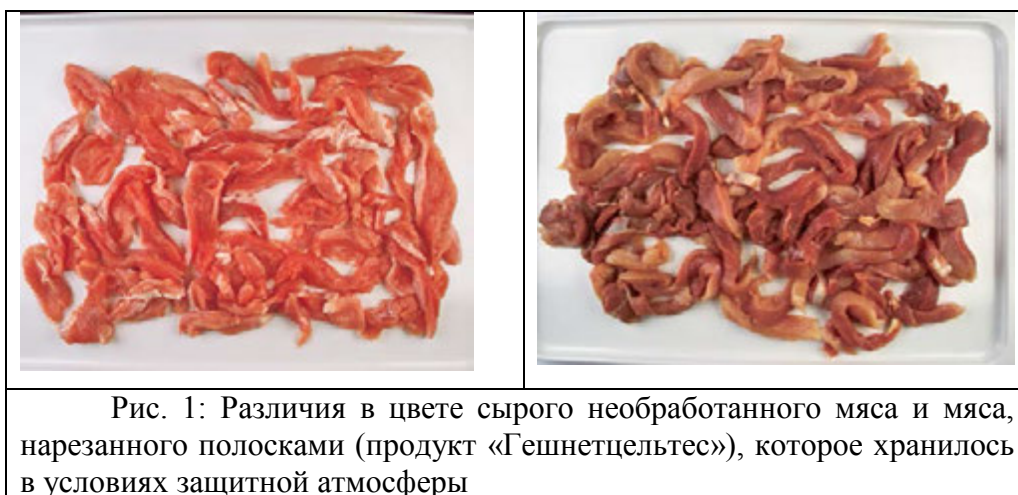 Рис. 1: Различия в цвете сырого необработанного мяса и мяса,
нарезанного полосками (продукт «Гешнетцельтес»), которое хранилось
в условиях защитной атмосферы